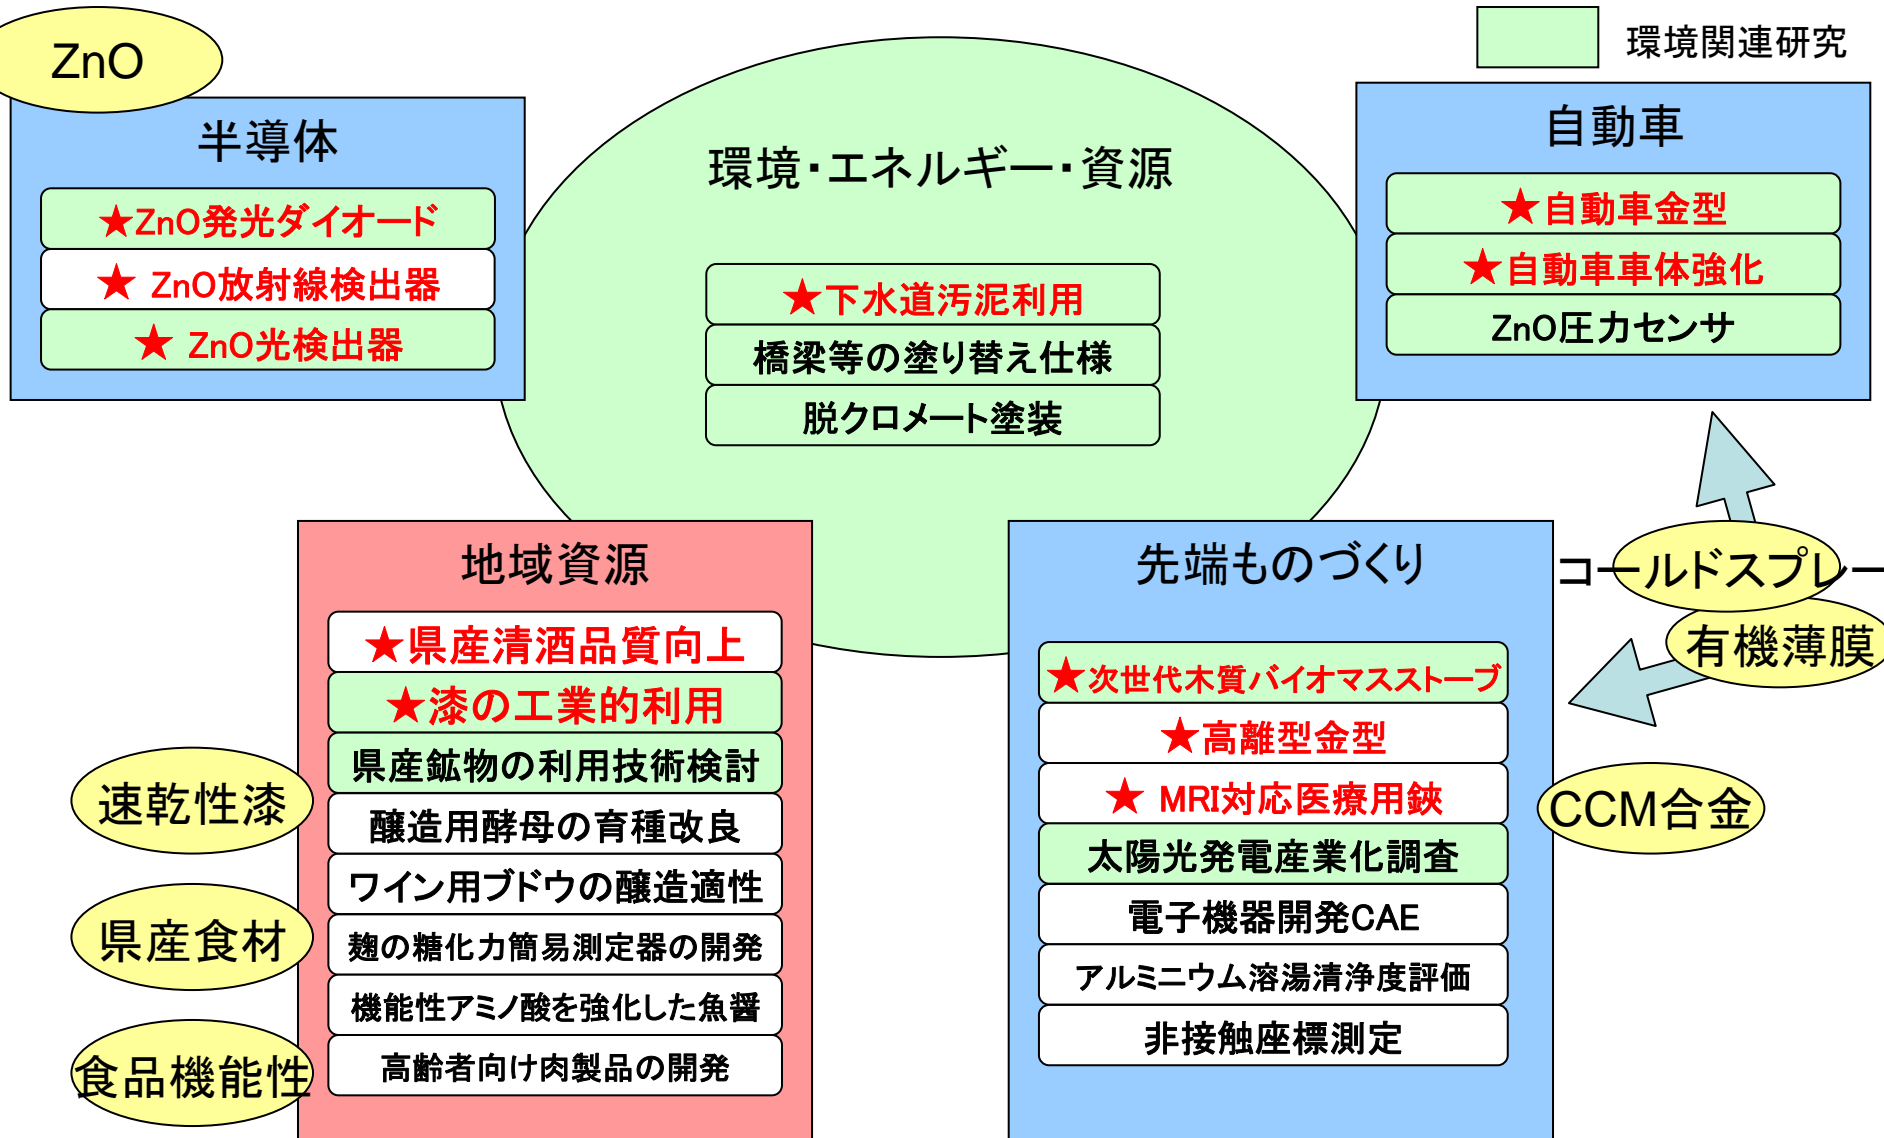 ZnO
環境関連研究
半導体
★ZnO発光ダイオード
★ ZnO放射線検出器
★ ZnO光検出器
環境・エネルギー・資源
★下水道汚泥利用
橋梁等の塗り替え仕様
脱クロメート塗装
自動車
★自動車金型
★自動車車体強化
ZnO圧力センサ
地域資源
★県産清酒品質向上
★漆の工業的利用
県産鉱物の利用技術検討
醸造用酵母の育種改良
ワイン用ブドウの醸造適性
麹の糖化力簡易測定器の開発
機能性アミノ酸を強化した魚醤
高齢者向け肉製品の開発
速乾性漆
県産食材
食品機能性
先端ものづくり
★次世代木質バイオマスストーブ
★高離型金型
★ MRI対応医療用鋏
太陽光発電産業化調査
電子機器開発CAE
アルミニウム溶湯清浄度評価
非接触座標測定
コールドスプレー
有機薄膜
CCM合金